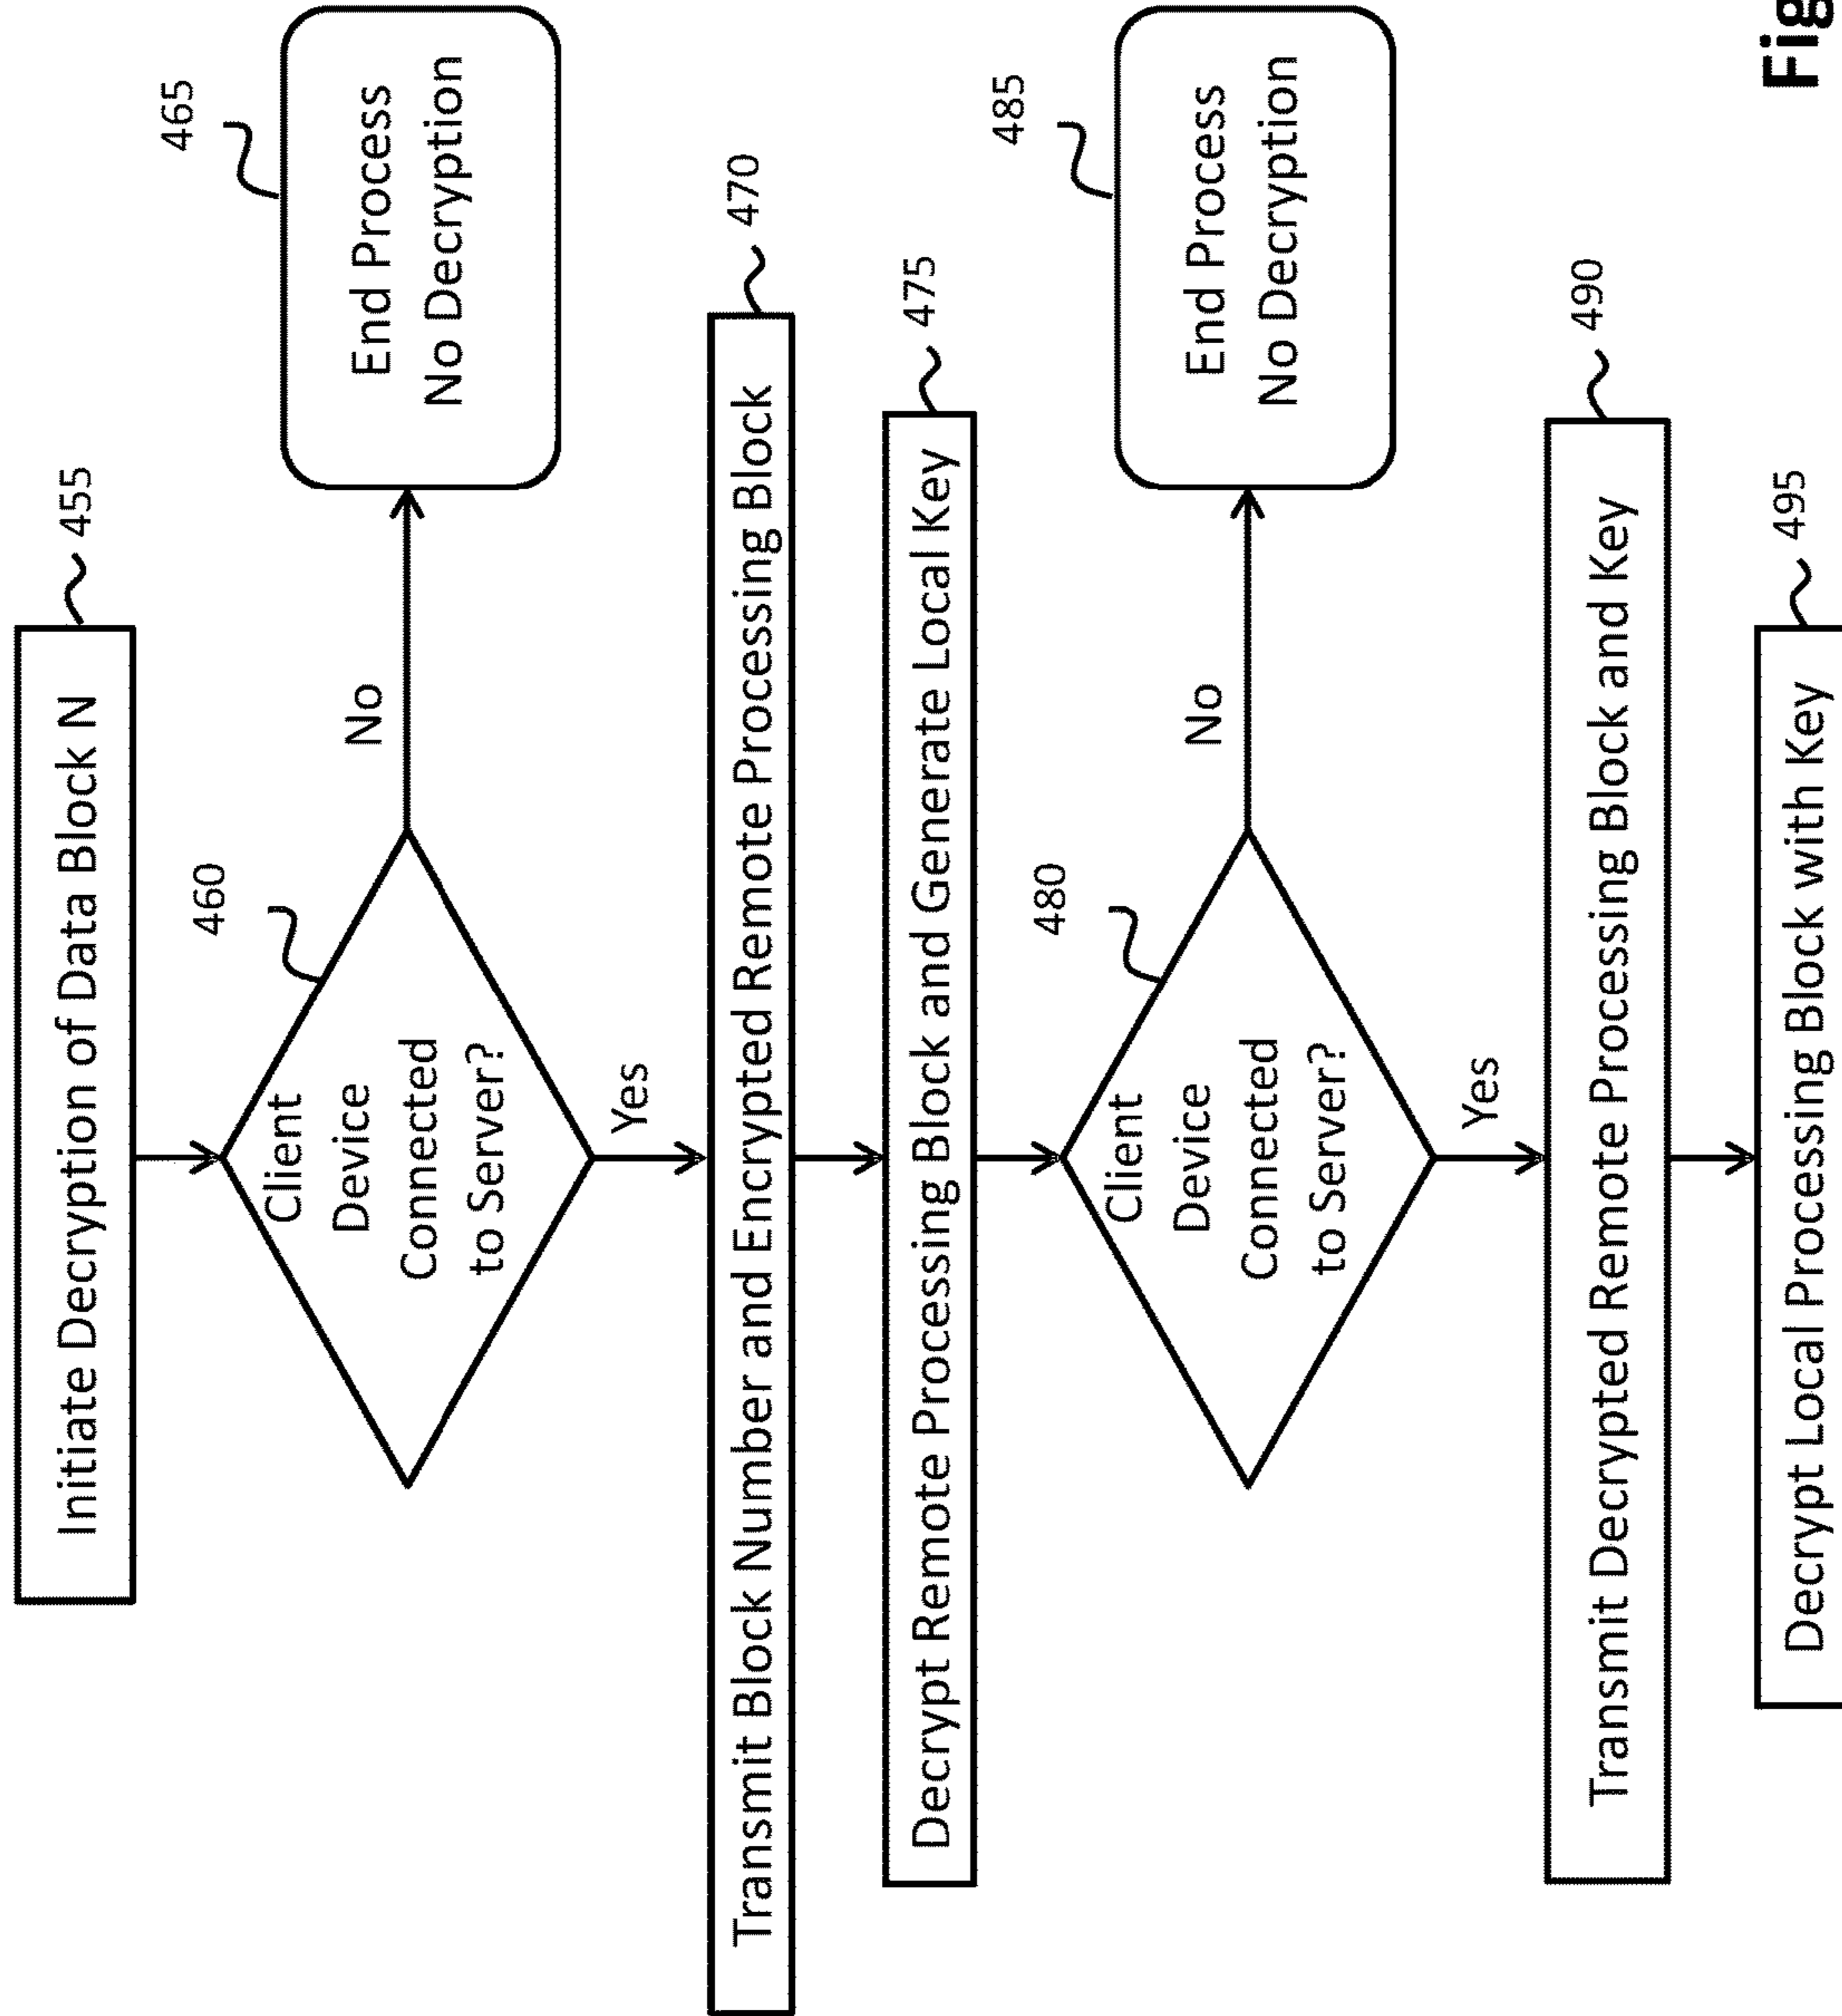 Initiate Decryption of Data Block N
455
460
Client
Device
Connected
to Server?
No
465
End Process
No Decryption
Yes
470
Transmit Block Number and Encrypted Remote Processing Block
475
Decrypt Remote Processing Block and Generate Local Key
480
Client
Device
Connected
to Server?
No
485
End Process
No Decryption
Yes
490
Transmit Decrypted Remote Processing Block and Key
495
Decrypt Local Processing Block with Key